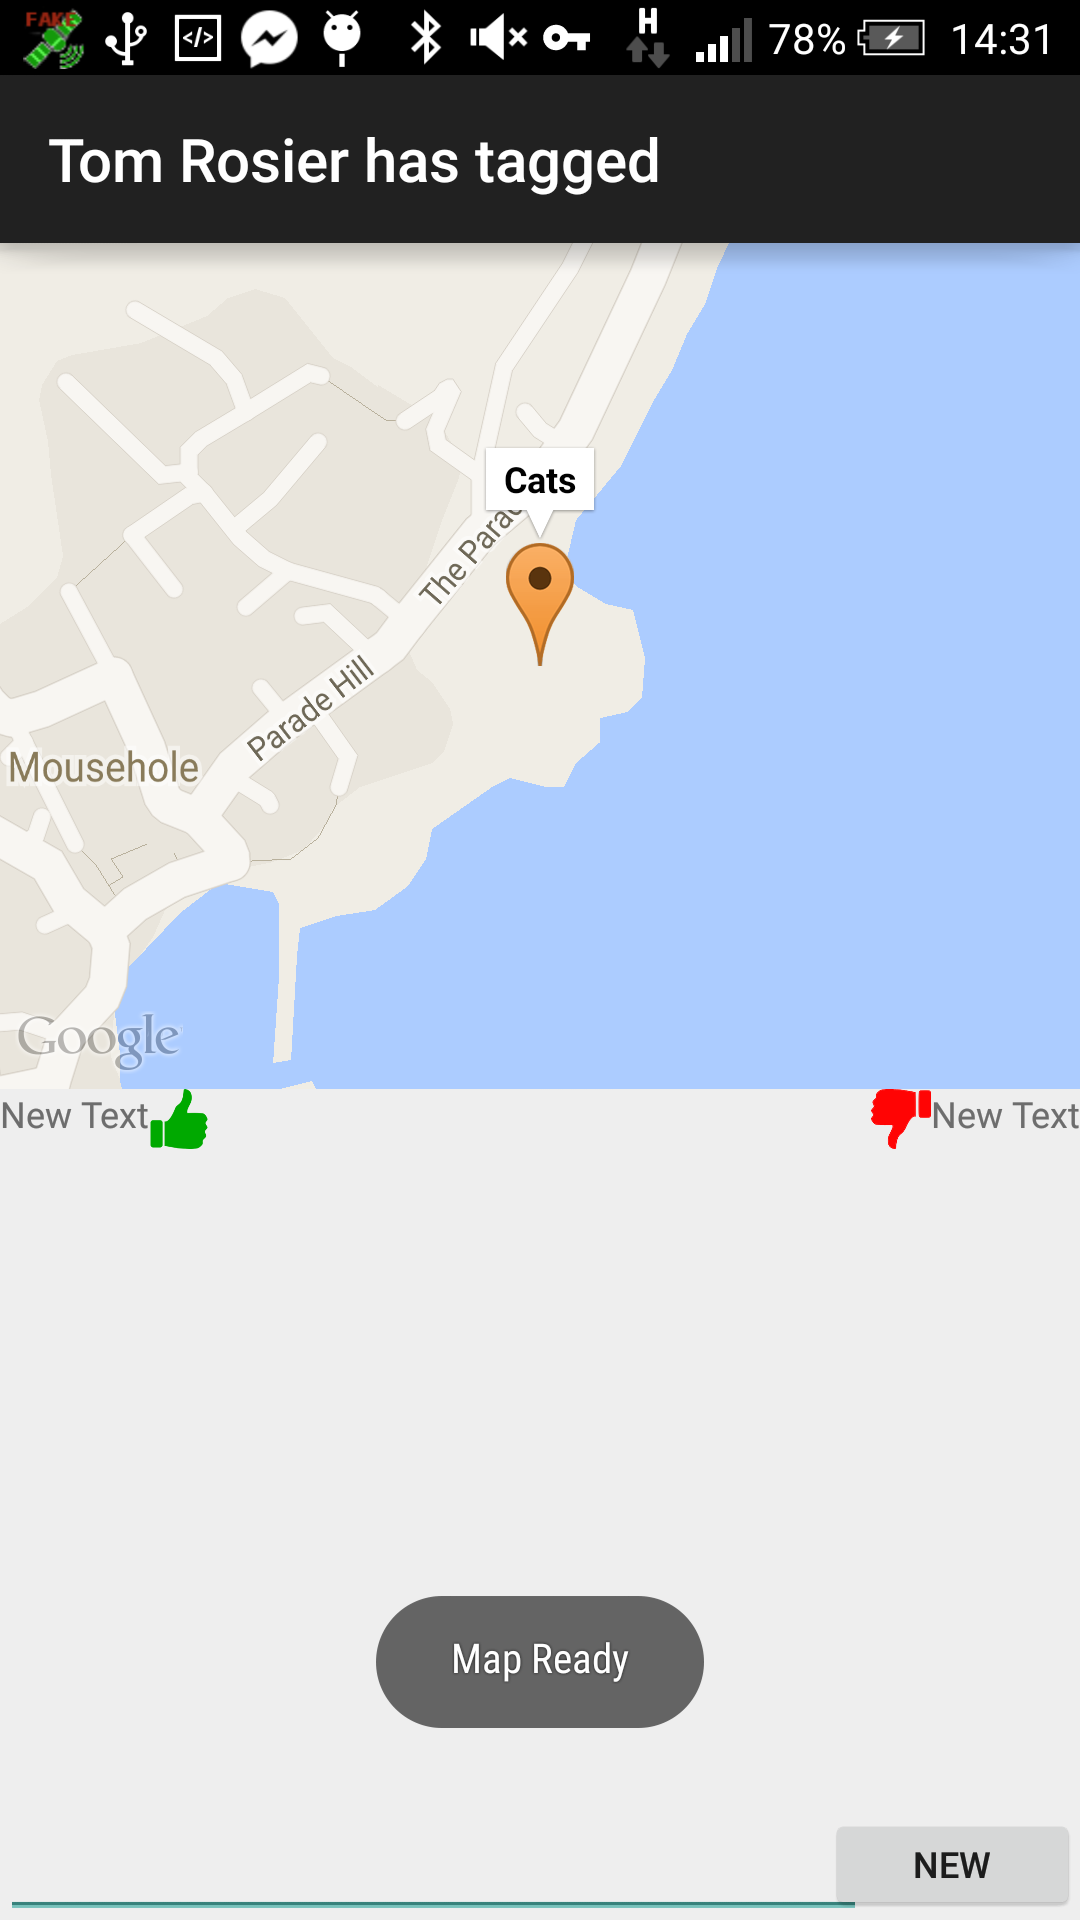 FAKE
</>
H
78%
14:31
Tom Rosier has tagged
Cats
The Parad
Parade Hill
Mousehole
Google
New Text
New Text
Map Ready
NEW